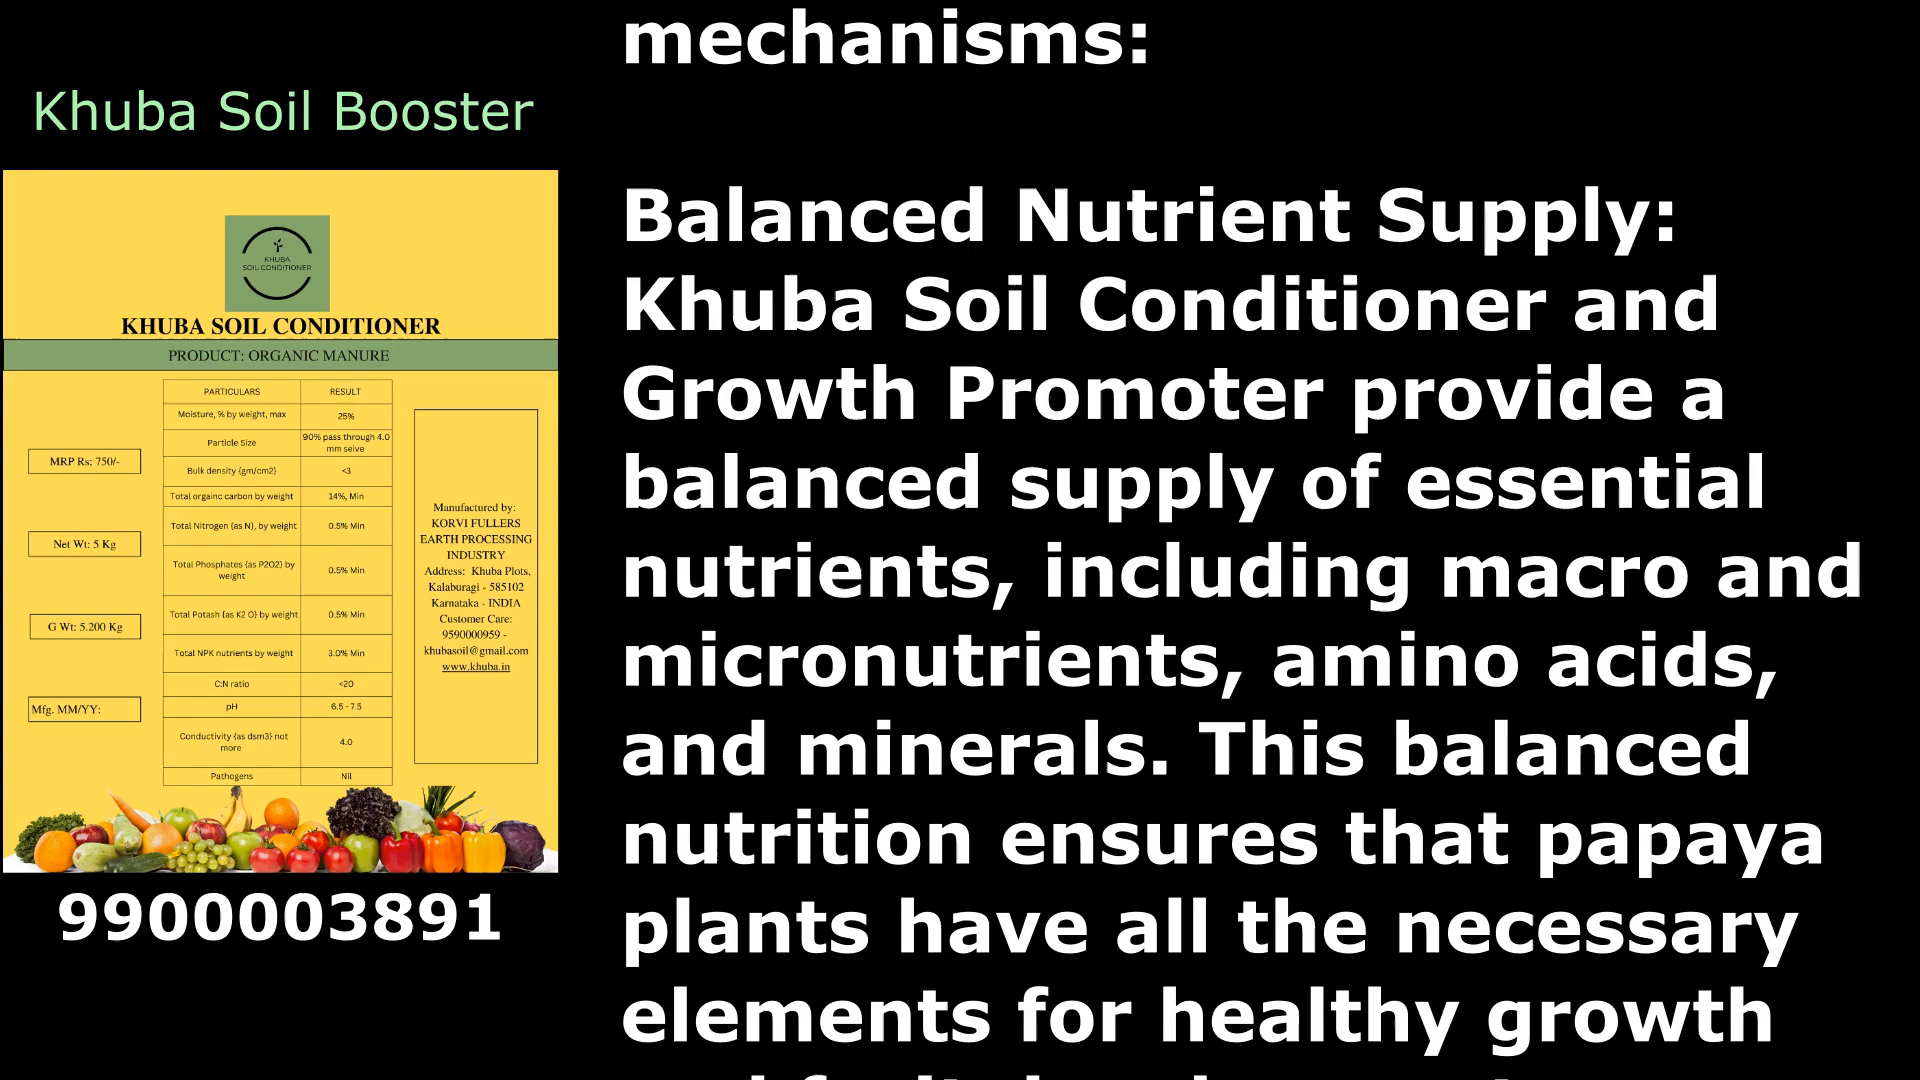 Khuba Soil Booster
KHUBA
SOIL CONDITIONER
KHUBA SOIL CONDITIONER
PRODUCT: ORGANIC MANURE
MRP Rs: 750/-
Net Wt: 5 Kg
G Wt: 5.200 Kg
Mfg. MM/YY:
PARTICULARS RESULT
Moisture, % by weight, max 25%
Particle Size 90% pass through 4.0
mm seive
Bulk density {gm/cm2} <3
Total orgainc carbon by weight 14%, Min
Total Nitrogen {as N}, by weight 0.5% Min
Total Phosphates {as P2O2} by
weight 0.5% Min
Total Potash {as K2 O} by weight 0.5% Min
Total NPK nutrients by weight 3.0% Min
C:N ratio <20
pH 6.5 - 7.5
Conductivity {as dsm3} not
more 4.0
Pathogens Nil
Manufactured by:
KORVI FULLERS
EARTH PROCESSING
INDUSTRY
Address: Khuba Plots,
Kalaburagi - 585102
Karnataka - INDIA
Customer Care:
9590000959 -
khubasoil@gmail.com
www.khuba.in
9900003891
mechanisms:
Balanced Nutrient Supply:
Khuba Soil Conditioner and
Growth Promoter provide a
balanced supply of essential
nutrients, including macro and
micronutrients, amino acids,
and minerals. This balanced
nutrition ensures that papaya
plants have all the necessary
elements for healthy growth